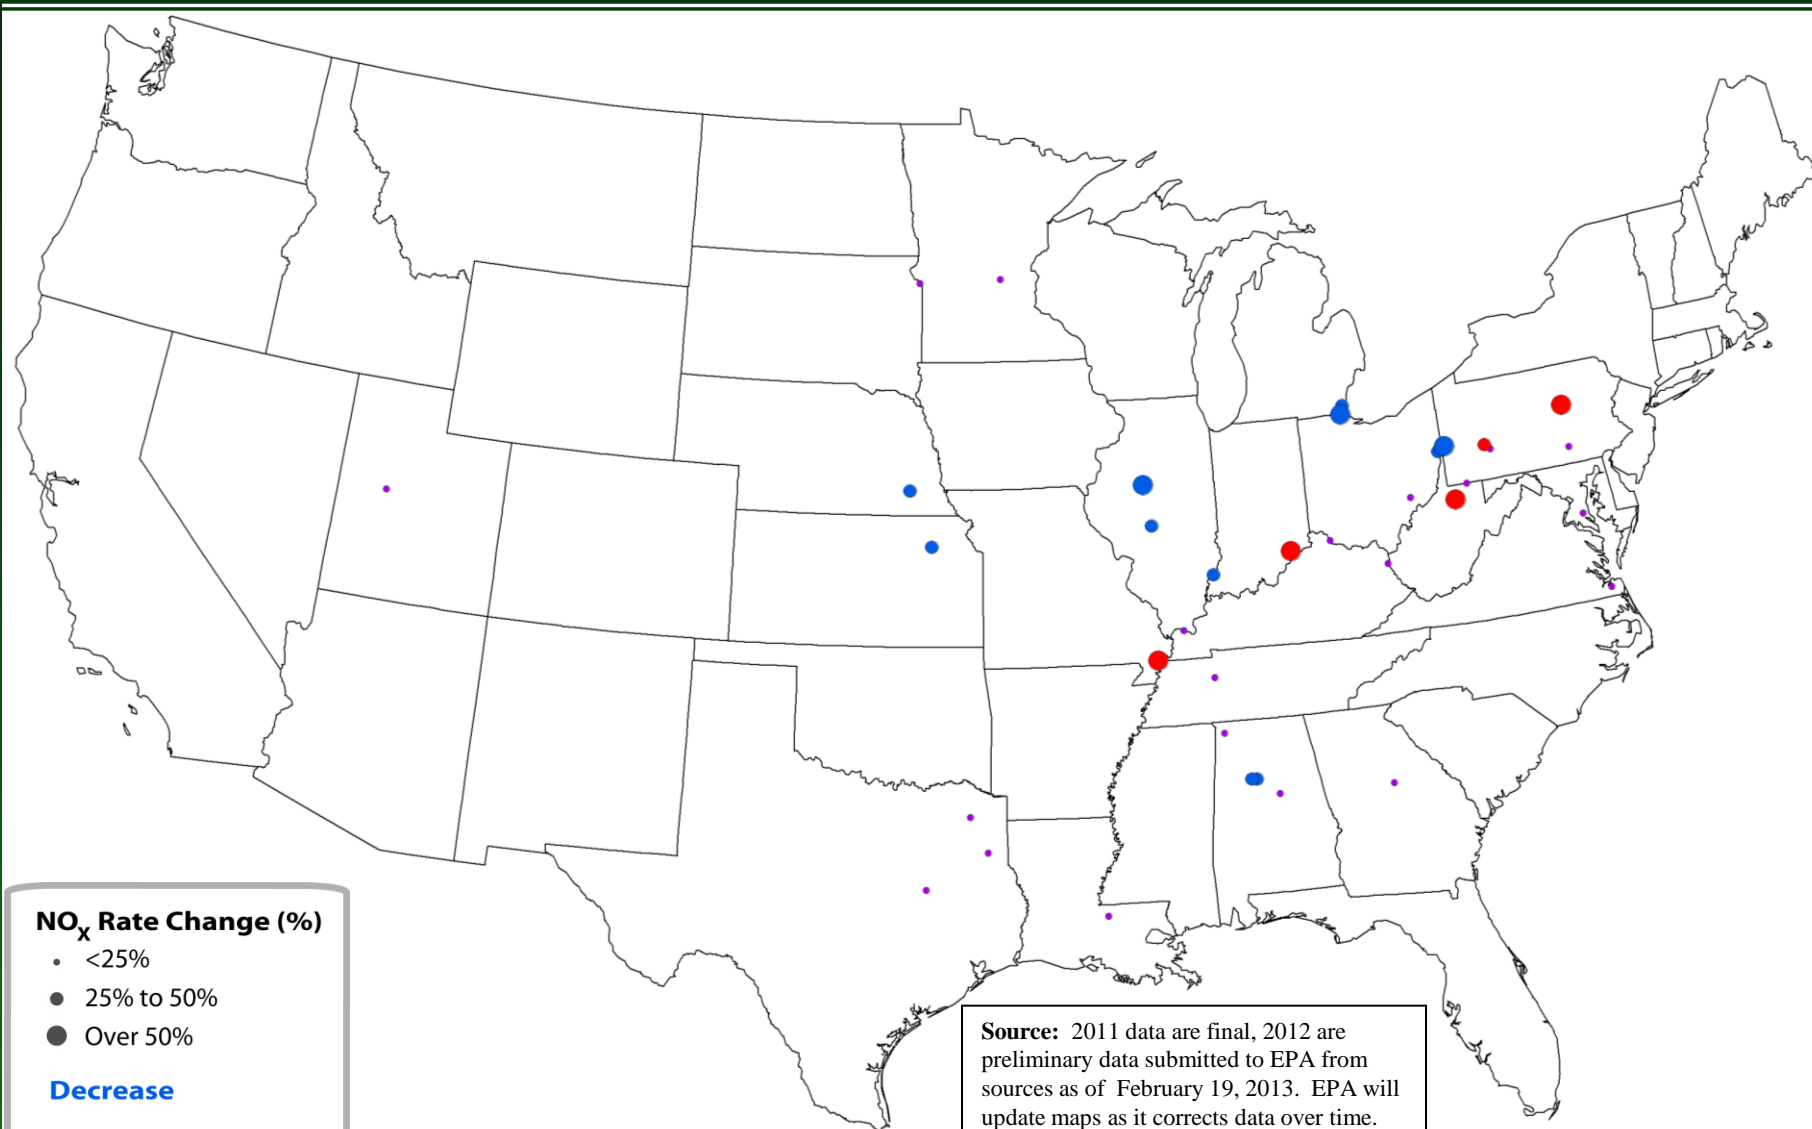 NOX Rate Change (%)
<25%
25% to 50%
Over 50%
Decrease
Source: 2011 data are final, 2012 are
preliminary data submitted to EPA from
sources as of February 19, 2013. EPA will
update maps as it corrects data over time.